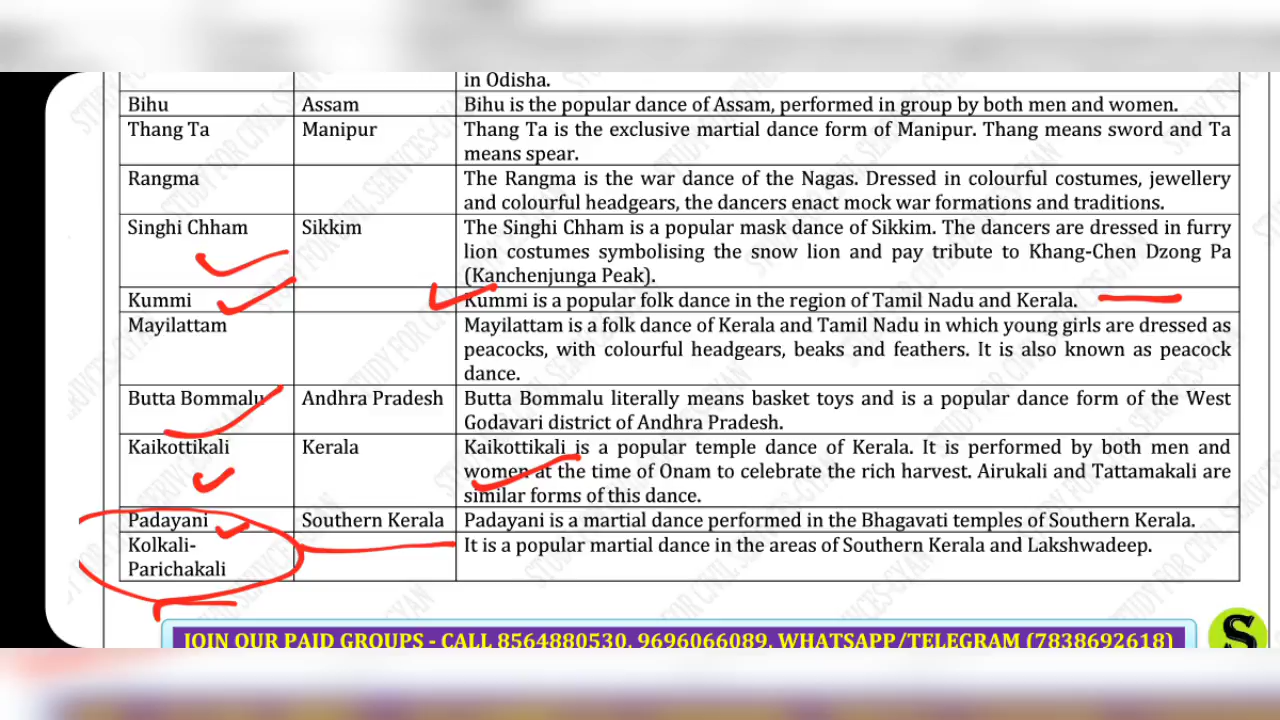 in Odisha.
Bihu Assam Bihu is the popular dance of Assam, performed in group by both men and women.
Thang Ta Manipur Thang Ta is the exclusive martial dance form of Manipur. Thang means sword and Ta
means spear.
Rangma The Rangma is the war dance of the Nagas. Dressed in colourful costumes, jewellery
and colourful headgears, the dancers enact mock war formations and traditions.
Singhi Chham Sikkim The Singhi Chham is a popular mask dance of Sikkim. The dancers are dressed in furry
lion costumes symbolising the snow lion and pay tribute to Khang-Chen Dzong Pa
(Kanchenjunga Peak).
Kummi Kummi is a popular folk dance in the region of Tamil Nadu and Kerala.
Mayilattam Mayilattam is a folk dance of Kerala and Tamil Nadu in which young girls are dressed as
peacocks, with colourful headgears, beaks and feathers. It is also known as peacock
dance.
Butta Bommalu Andhra Pradesh Butta Bommalu literally means basket toys and is a popular dance form of the West
Godavari district of Andhra Pradesh.
Kaikottikali Kerala Kaikottikali is a popular temple dance of Kerala. It is performed by both men and
women at the time of Onam to celebrate the rich harvest. Airukali and Tattamakali are
similar forms of this dance.
Padayani Southern Kerala Padayani is a martial dance performed in the Bhagavati temples of Southern Kerala.
Kolkali- It is a popular martial dance in the areas of Southern Kerala and Lakshwadeep.
Parichakali
JOIN OUR PAID GROUPS - CALL 8564880530, 9696066089, WHATSAPP/TELEGRAM (7838692618)
S